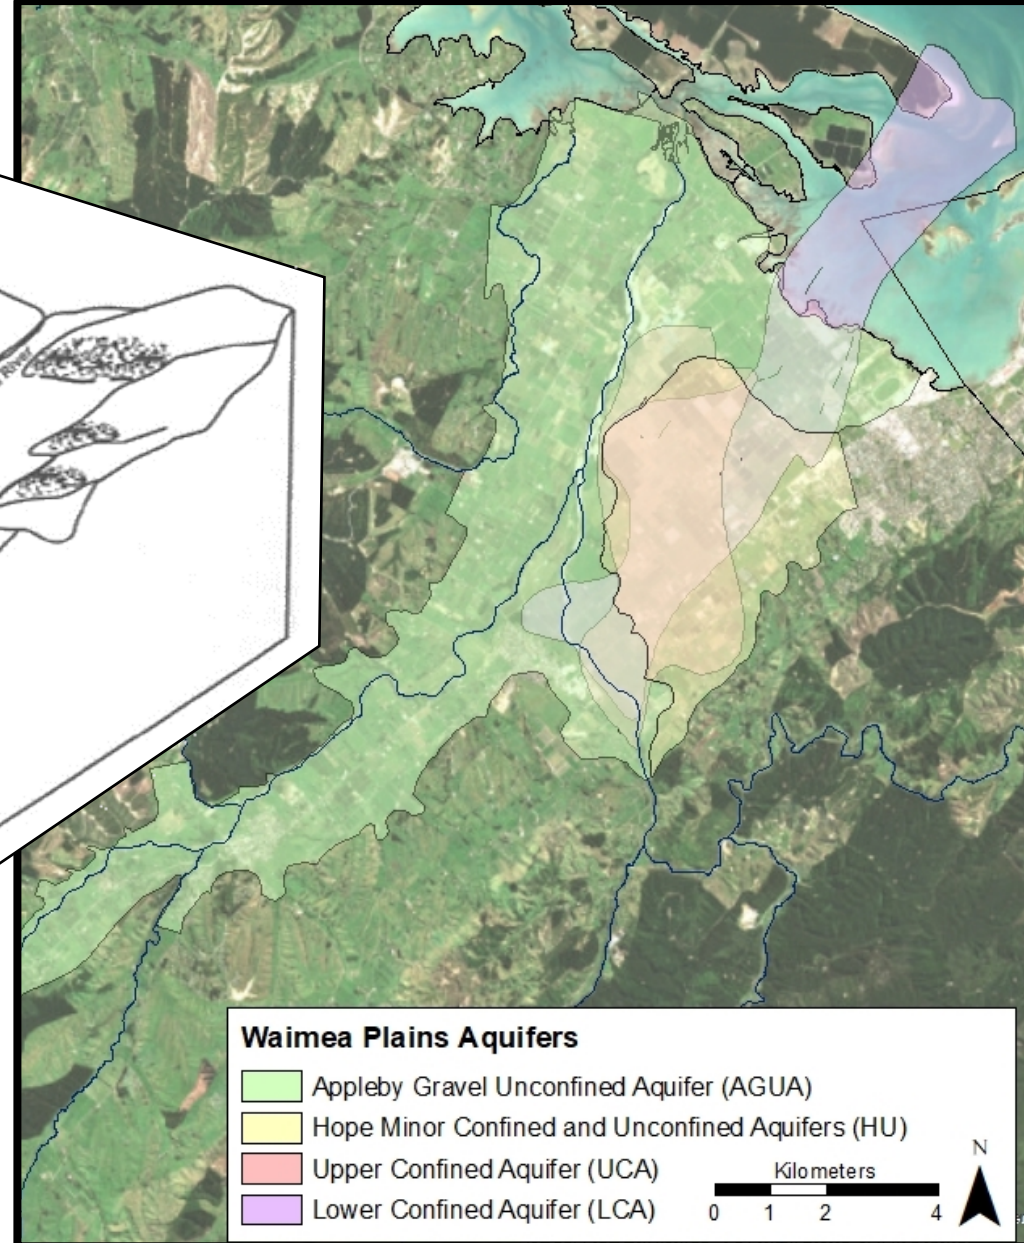 River
Waimea Plains Aquifers
Appleby Gravel Unconfined Aquifer (AGUA)
Hope Minor Confined and Unconfined Aquifers (HU)
Upper Confined Aquifer (UCA)
Lower Confined Aquifer (LCA)
N
Kilometers
0 1 2 4